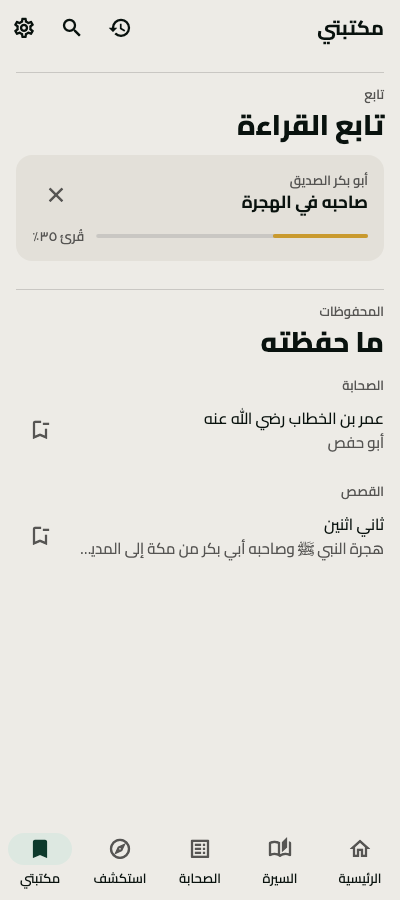 مكتبتي
تابع
تابع القراءة
أبو بكر الصديق
صاحبه في الهجرة
قُرئ ٣٥٪
المحفوظات
ما حفظته
الصحابة
عمر بن الخطاب رضي الله عنه
أبو حفص
القصص
ثاني اثنين
هجرة النبي ﷺ وصاحبه أبي بكر من مكة إلى المديـ...
الرئيسية
السيرة
الصحابة
استكشف
مكتبتي